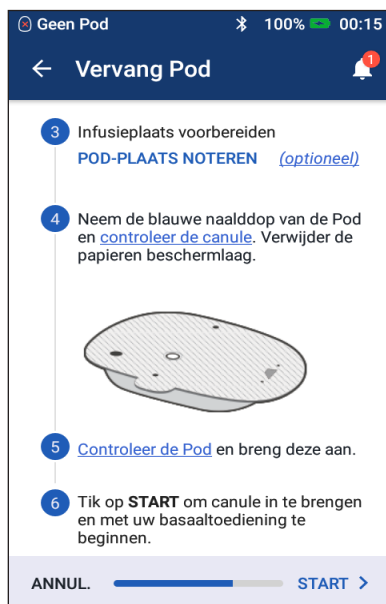 Geen Pod 100% 00:15
Vervang Pod 1
3 Infusieplaats voorbereiden
POD-PLAATS NOTEREN (optioneel)
4 Neem de blauwe naalddop van de Pod
en controleer de canule. Verwijder de
papieren beschermlaag.
5 Controleer de Pod en breng deze aan.
6 Tik op START om canule in te brengen
en met uw basaaltoediening te
beginnen.
ANNUL. START